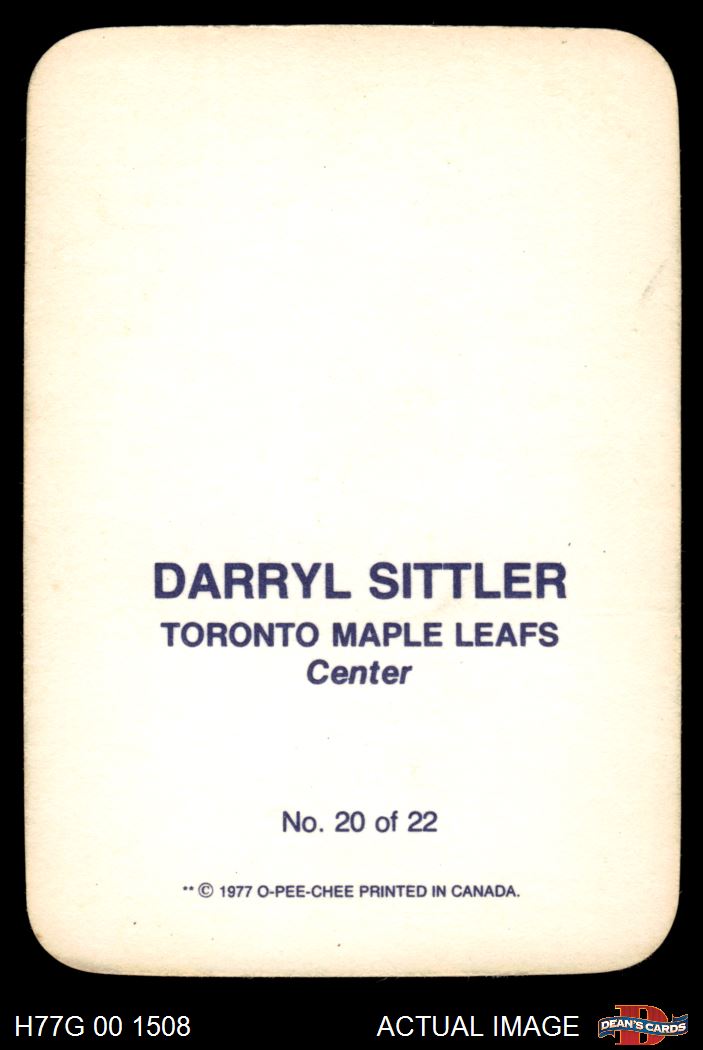 DARRYL SITTLER
TORONTO MAPLE LEAFS
Center
No. 20 of 22
** © 1977 O-PEE-CHEE PRINTED IN CANADA.
H77G 00 1508
ACTUAL IMAGE
D
DEAN'S CARDS